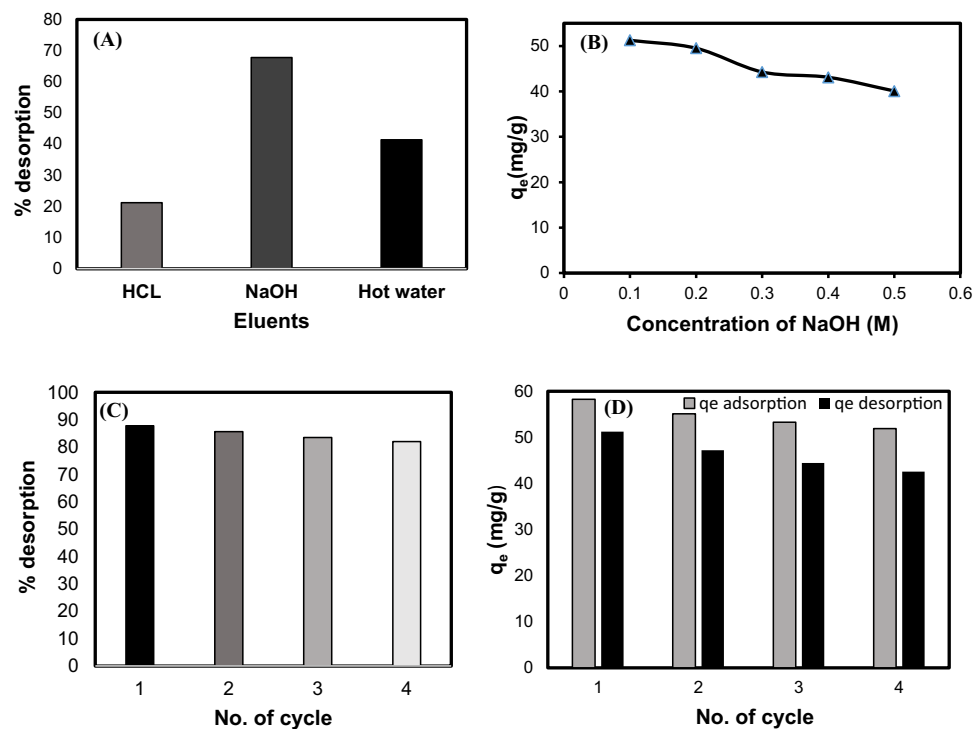 (A)
% desorption
80
70
60
50
40
30
20
10
0
HCL NaOH Hot water
Eluents
(B)
qe(mg/g)
50
40
30
20
10
0
0 0.1 0.2 0.3 0.4 0.5 0.6
Concentration of NaOH (M)
(C)
% desorption
100
90
80
70
60
50
40
30
20
10
0
1 2 3 4
No. of cycle
(D)
qe adsorption qe desorption
qe (mg/g)
60
50
40
30
20
10
0
1 2 3 4
No. of cycle